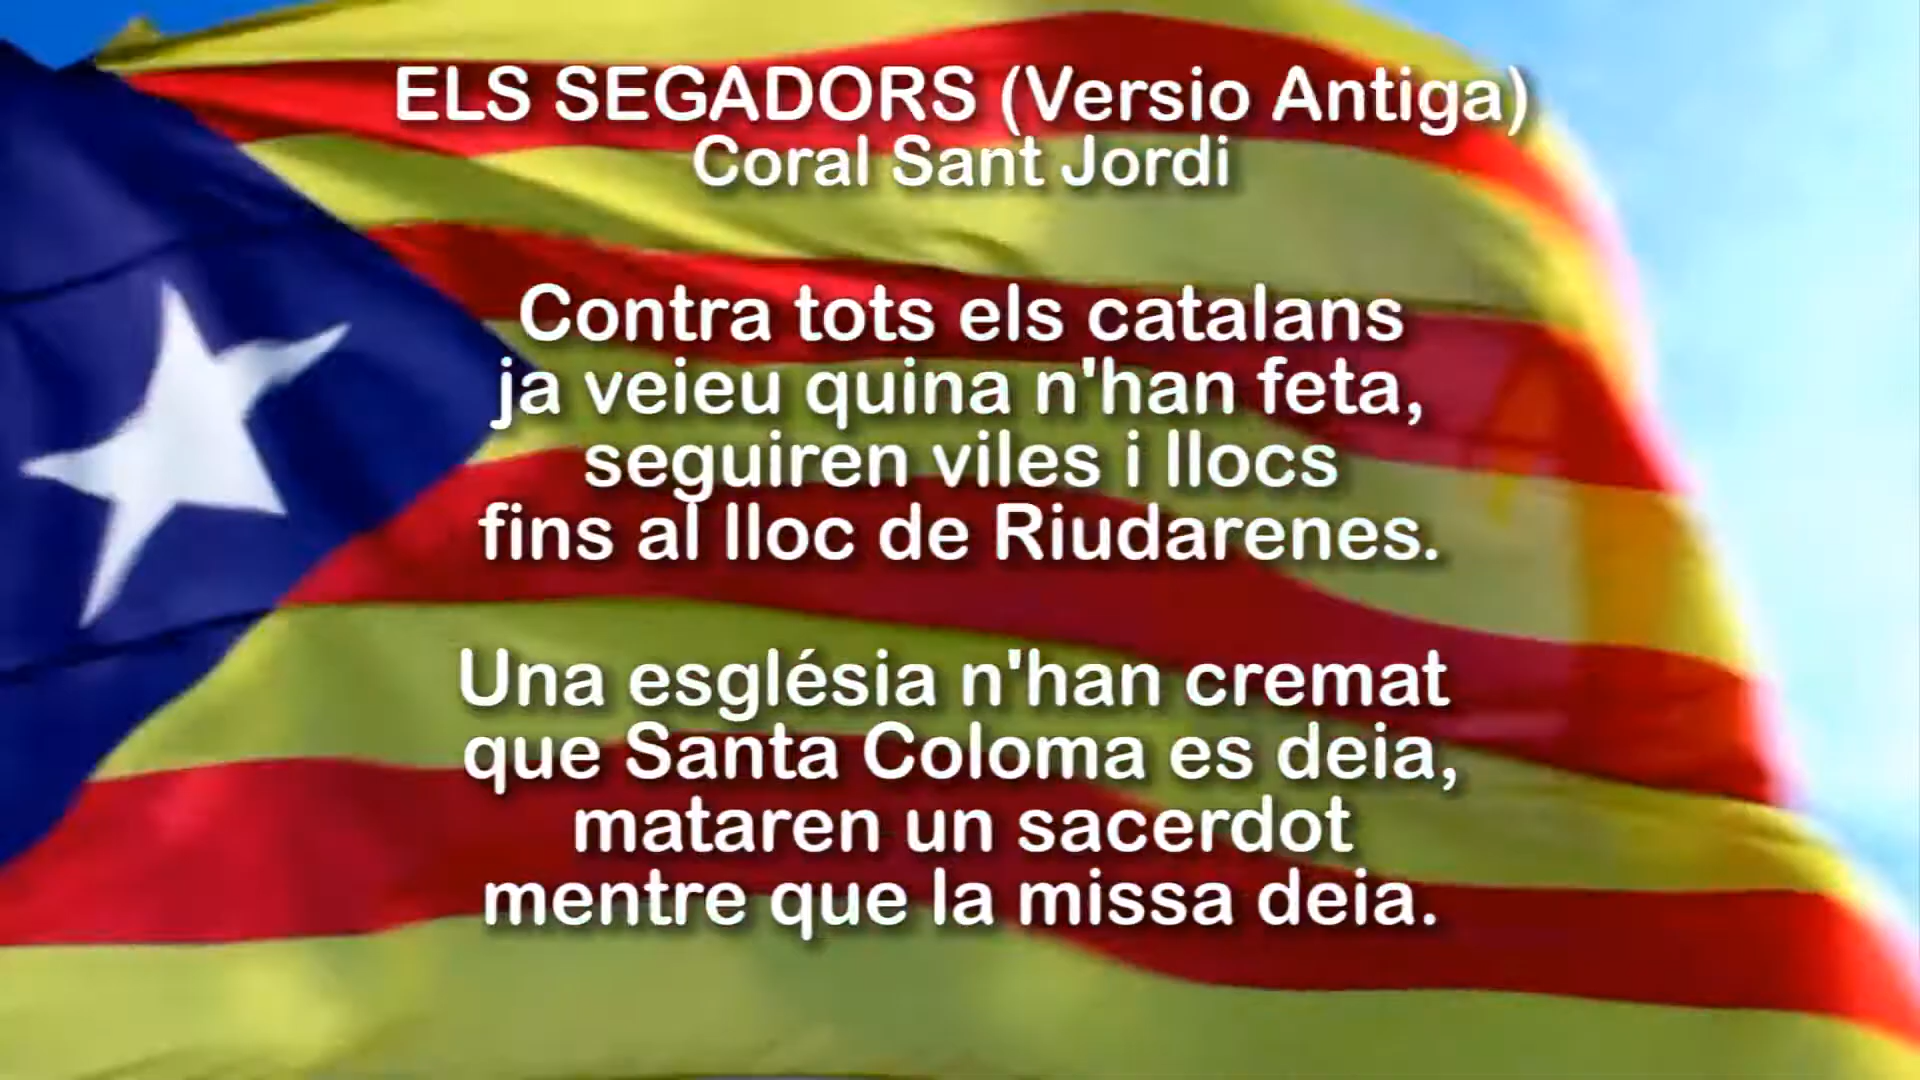 ELS SEGADORS (Versio Antiga)
Coral Sant Jordi
Contra tots els catalans
ja veieu quina n'han feta,
seguiren viles i llocs
fins al lloc de Riudarenes.
Una església n'han cremat
que Santa Coloma es deia,
mataren un sacerdot
mentre que la missa deia.